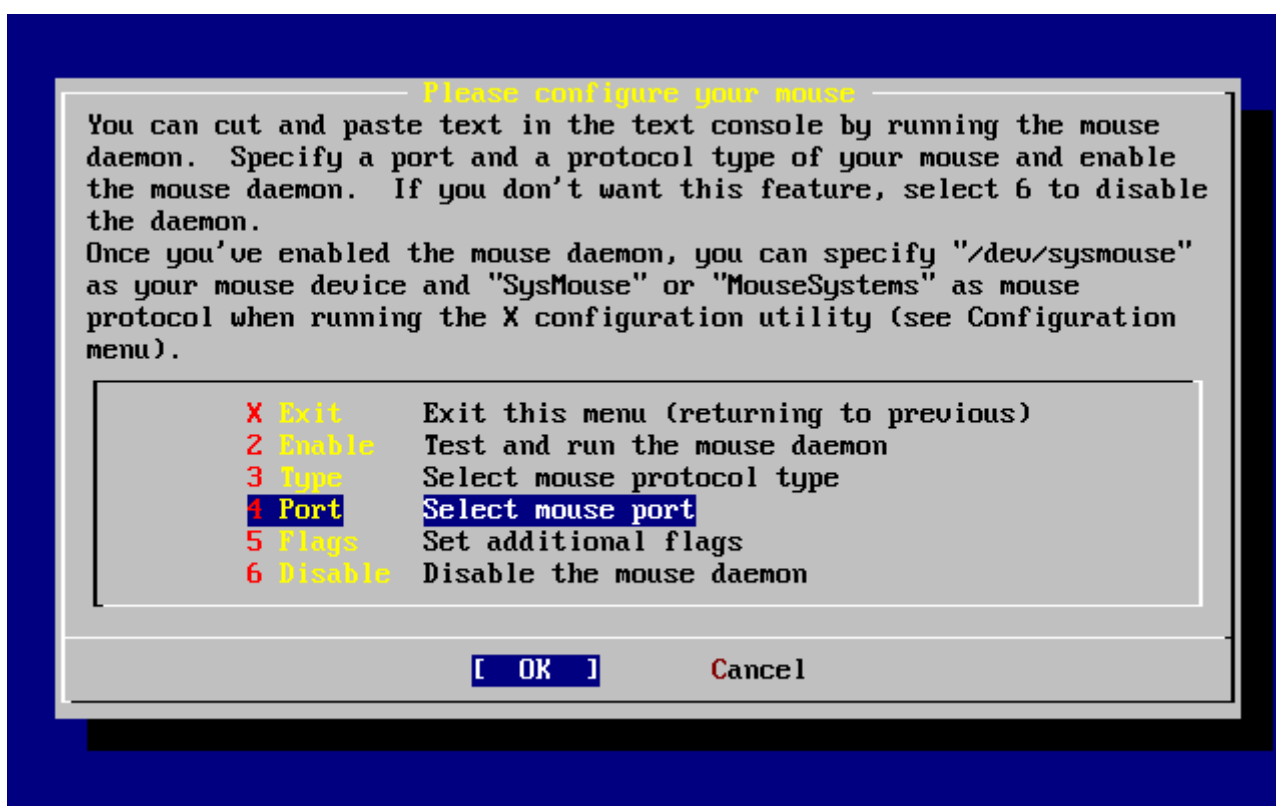 Please configure your mouse
You can cut and paste text in the text console by running the mouse
daemon.  Specify a port and a protocol type of your mouse and enable
the mouse daemon.  If you don't want this feature, select 6 to disable
the daemon.
Once you've enabled the mouse daemon, you can specify "/dev/sysmouse"
as your mouse device and "SysMouse" or "MouseSystems" as mouse
protocol when running the X configuration utility (see Configuration
menu).
X Exit     Exit this menu (returning to previous)
2 Enable   Test and run the mouse daemon
3 Type     Select mouse protocol type
4 Port     Select mouse port
5 Flags    Set additional flags
6 Disable  Disable the mouse daemon
[  OK  ]       Cancel